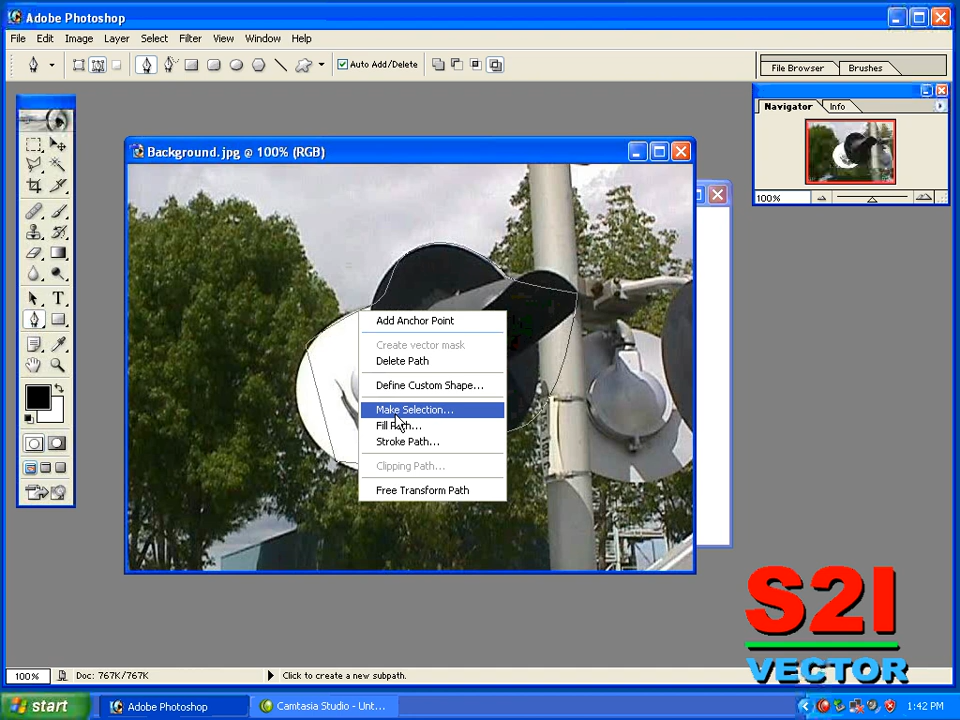 Adobe Photoshop
File Edit Image Layer Select Filter View Window Help
Auto Add/Delete
File Browser Brushes
Navigator Info
100%
Background.jpg @ 100% (RGB)
Add Anchor Point
Create vector mask
Delete Path
Define Custom Shape...
Make Selection...
Fill Path...
Stroke Path...
Clipping Path...
Free Transform Path
S2I
VECTOR
100% Doc: 767K/767K Click to create a new subpath.
start Adobe Photoshop Camtasia Studio - Unt... 1:42 PM